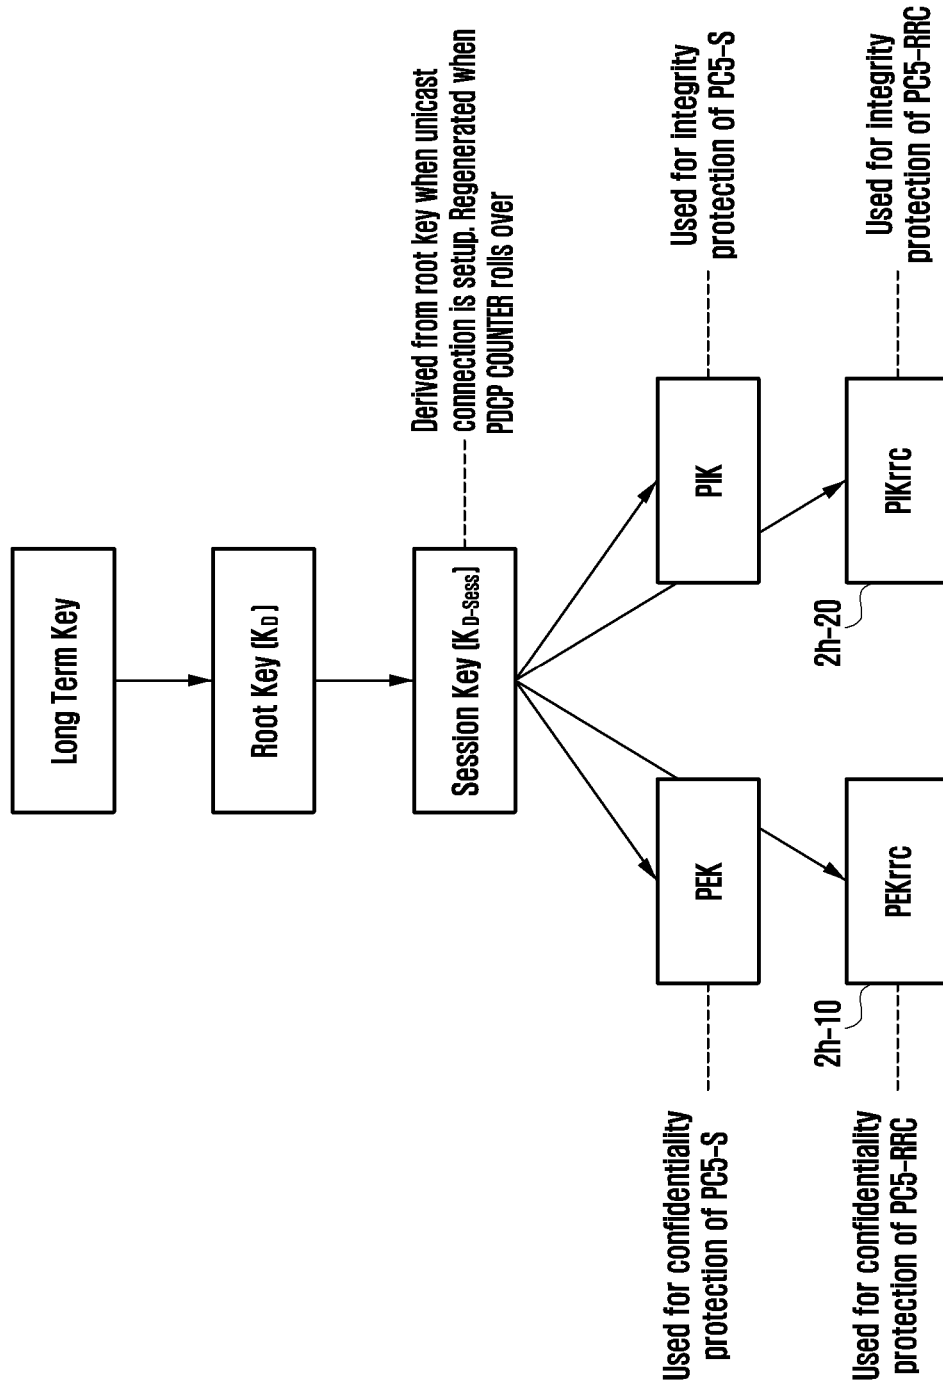 Long Term Key
Root Key (K_D)
Session Key (K_D-Sess)
Derived from root key when unicast
connection is setup. Regenerated when
PDCP COUNTER rolls over
Used for confidentiality
protection of PC5-S
PEK
PIK
Used for integrity
protection of PC5-S
2h-10
2h-20
Used for confidentiality
protection of PC5-RRC
PEKrrc
PIKrrc
Used for integrity
protection of PC5-RRC